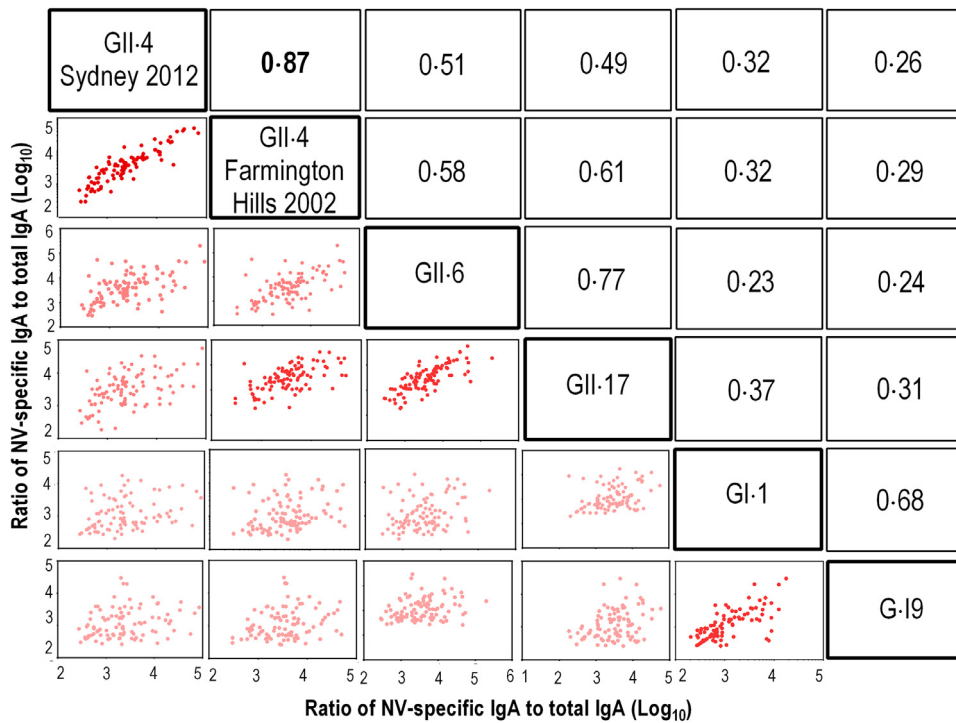 GII·4
Sydney 2012
0·87
0·51
0·49
0·32
0·26
5
4
3
2
GII·4
Farmington
Hills 2002
0·58
0·61
0·32
0·29
6
5
4
3
2
GII·6
0·77
0·23
0·24
5
4
3
2
GII·17
0·37
0·31
5
4
3
2
GI·1
0·68
5
4
3
2
G·I9
2 3 4 5
2 3 4 5
2 3 4 5 6
1 2 3 4 5
2 3 4 5
Ratio of NV-specific IgA to total IgA (Log10)
Ratio of NV-specific IgA to total IgA (Log10)